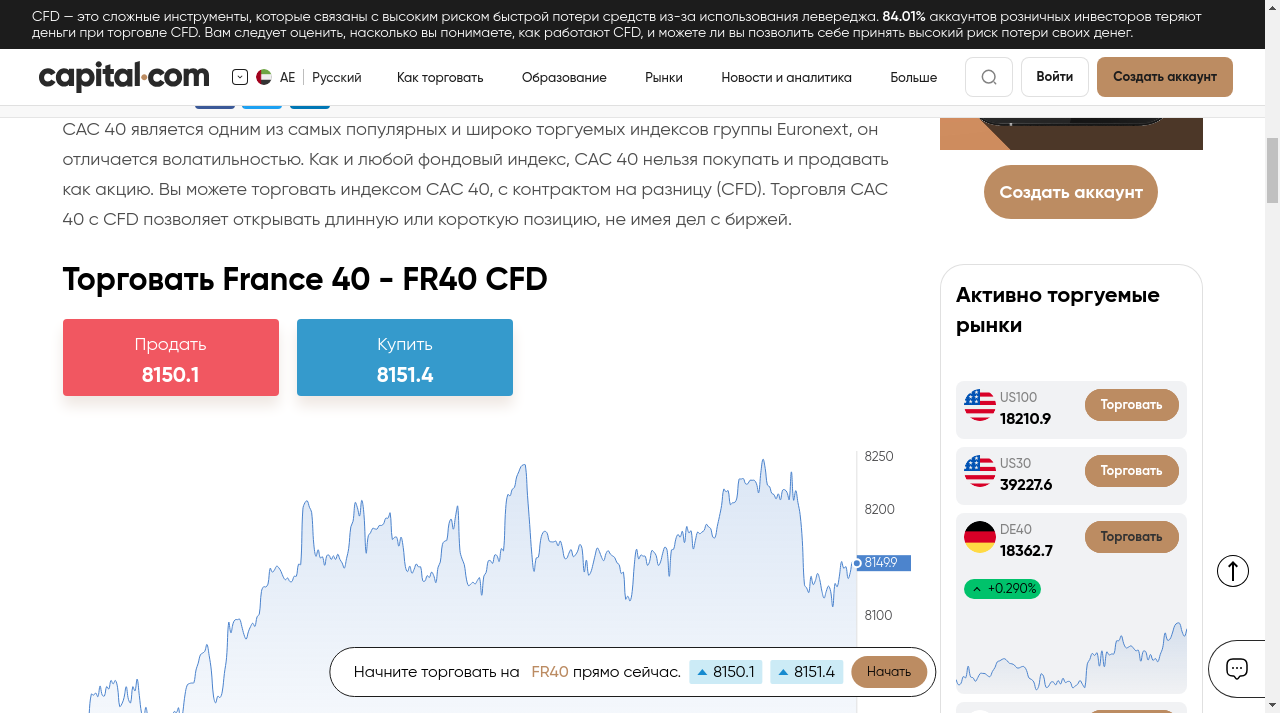 CFD — это сложные инструменты, которые связаны с высоким риском быстрой потери средств из-за использования левереджа. 84.01% аккаунтов розничных инвесторов теряют
деньги при торговле CFD. Вам следует оценить, насколько вы понимаете, как работают CFD, и можете ли вы позволить себе принять высокий риск потери своих денег.
capital.com
AE
Русский
Как торговать
Образование
Рынки
Новости и аналитика
Больше
Войти
Создать аккаунт
CAC 40 является одним из самых популярных и широко торгуемых индексов группы Euronext, он
отличается волатильностью. Как и любой фондовый индекс, CAC 40 нельзя покупать и продавать
как акцию. Вы можете торговать индексом CAC 40, с контрактом на разницу (CFD). Торговля CAC
40 с CFD позволяет открывать длинную или короткую позицию, не имея дел с биржей.
Торговать France 40 - FR40 CFD
Продать
8150.1
Купить
8151.4
8250
8200
8149.9
8100
Создать аккаунт
Активно торгуемые
рынки
US100
18210.9
Торговать
US30
39227.6
Торговать
DE40
18362.7
Торговать
+0.290%
Начните торговать на FR40 прямо сейчас.
8150.1
8151.4
Начать